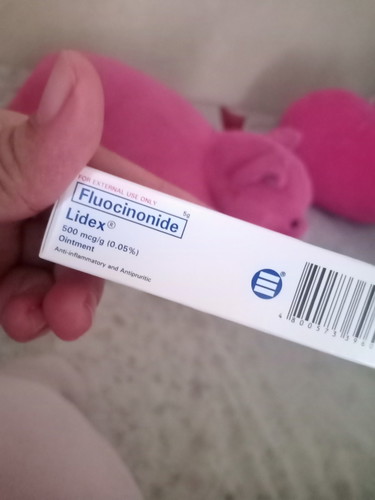 FOR EXTERNAL USE ONLY
Fluocinonide 5g
Lidex®
500 mcg/g (0.05%)
Ointment
Anti-inflammatory and Antipruritic
®